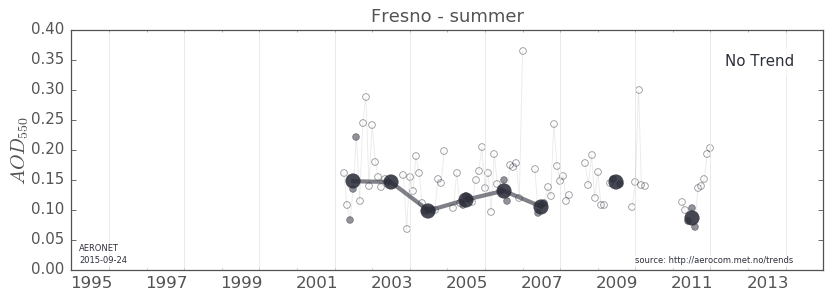 Fresno - summer
0.40
0.35
0.30
0.25
0.20
0.15
0.10
0.05
0.00
AOD550
No Trend
AERONET
2015-09-24
source: http://aerocom.met.no/trends
1995 1997 1999 2001 2003 2005 2007 2009 2011 2013